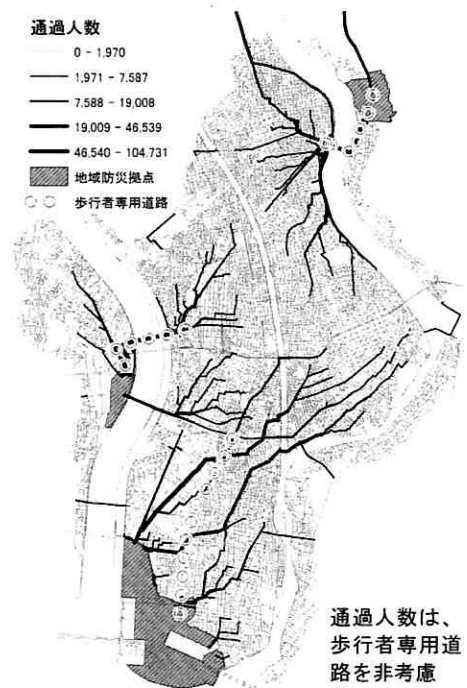 通過人数
0 - 1,970
1,971 - 7,587
7,588 - 19,008
19,009 - 46,539
46,540 - 104,731
地域防災拠点
歩行者専用道路
通過人数は、
歩行者専用道
路を非考慮